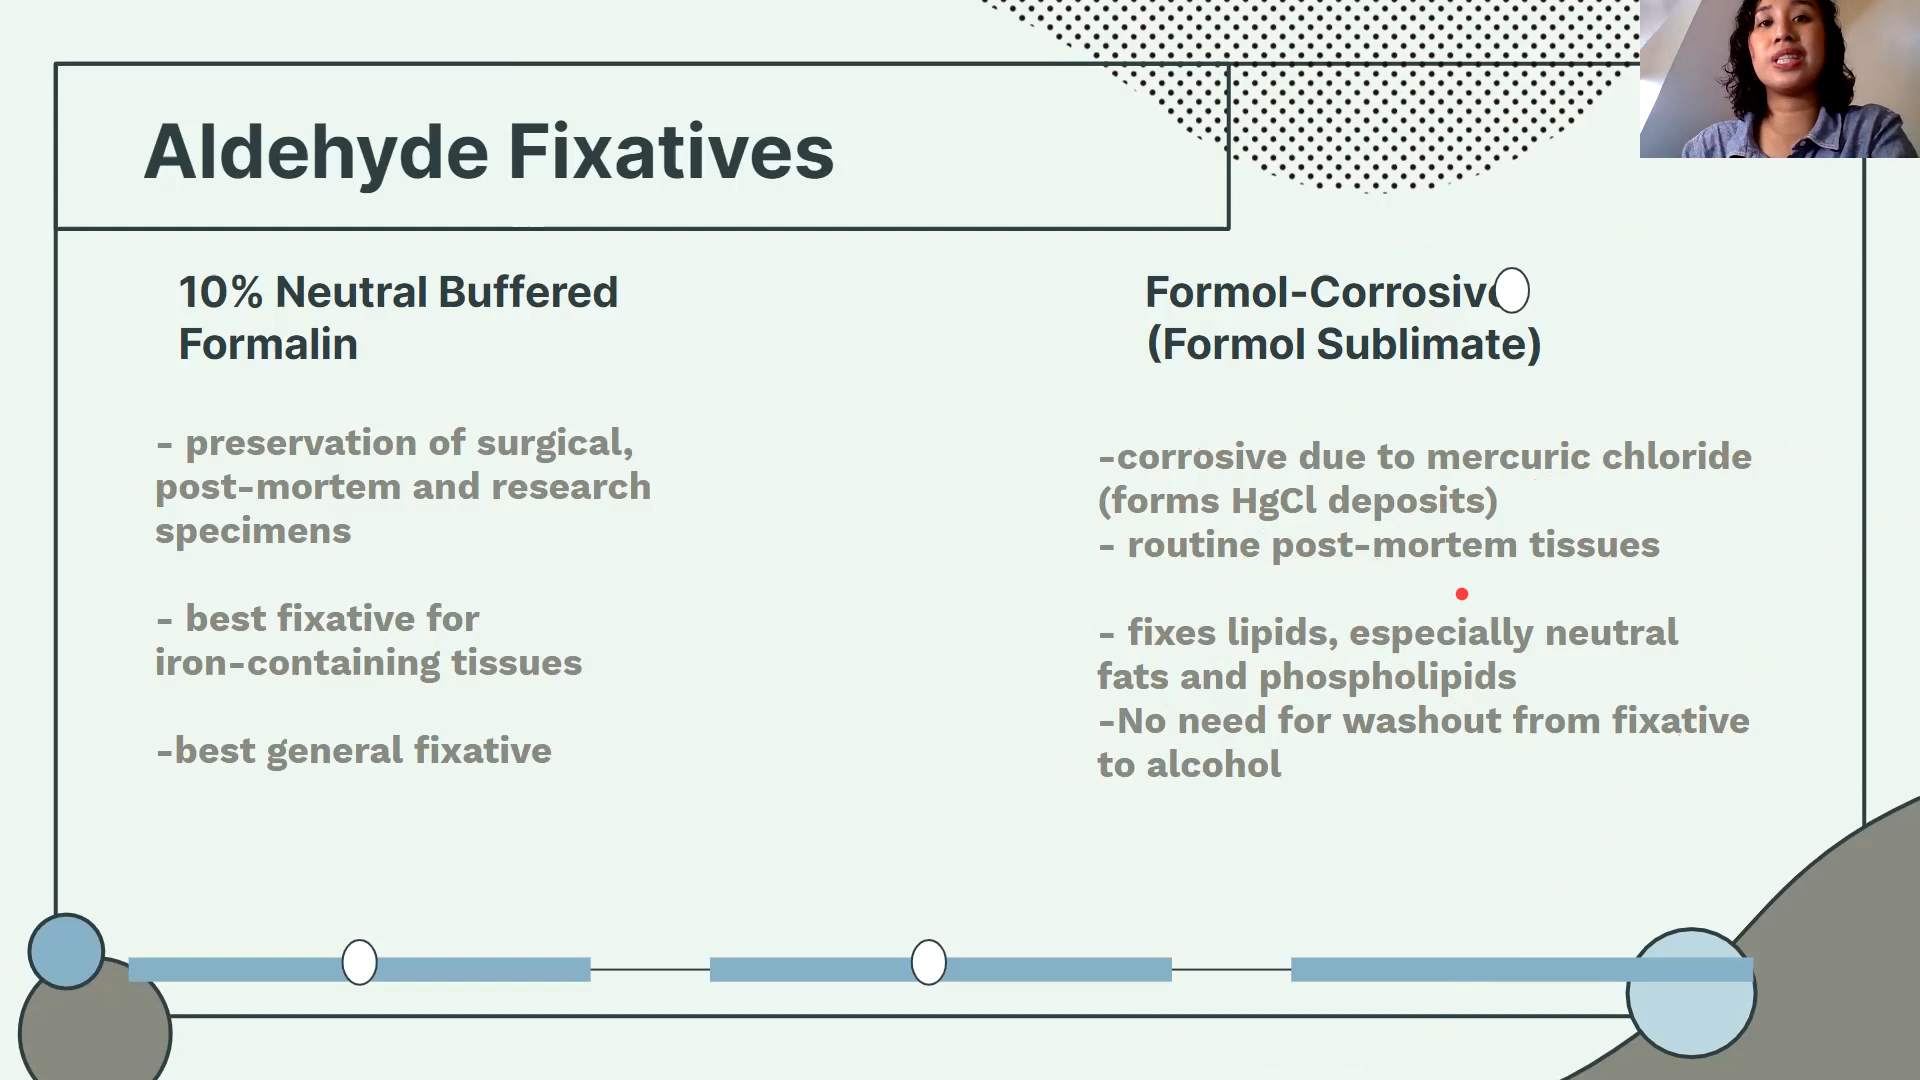 Aldehyde Fixatives
10% Neutral Buffered
Formalin
- preservation of surgical,
post-mortem and research
specimens
- best fixative for
iron-containing tissues
-best general fixative
Formol-Corrosive
(Formol Sublimate)
-corrosive due to mercuric chloride
(forms HgCl deposits)
- routine post-mortem tissues
- fixes lipids, especially neutral
fats and phospholipids
-No need for washout from fixative
to alcohol